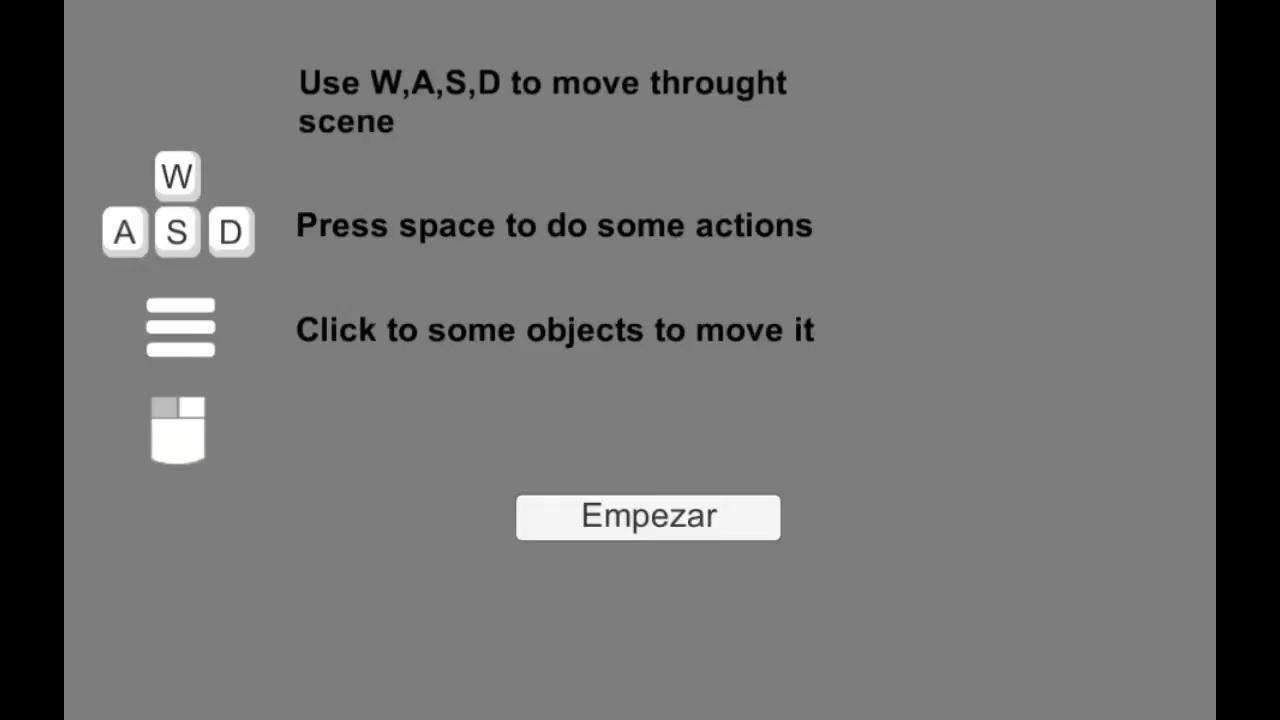 Use W,A,S,D to move throught
scene
W
A S D
Press space to do some actions
Click to some objects to move it
Empezar